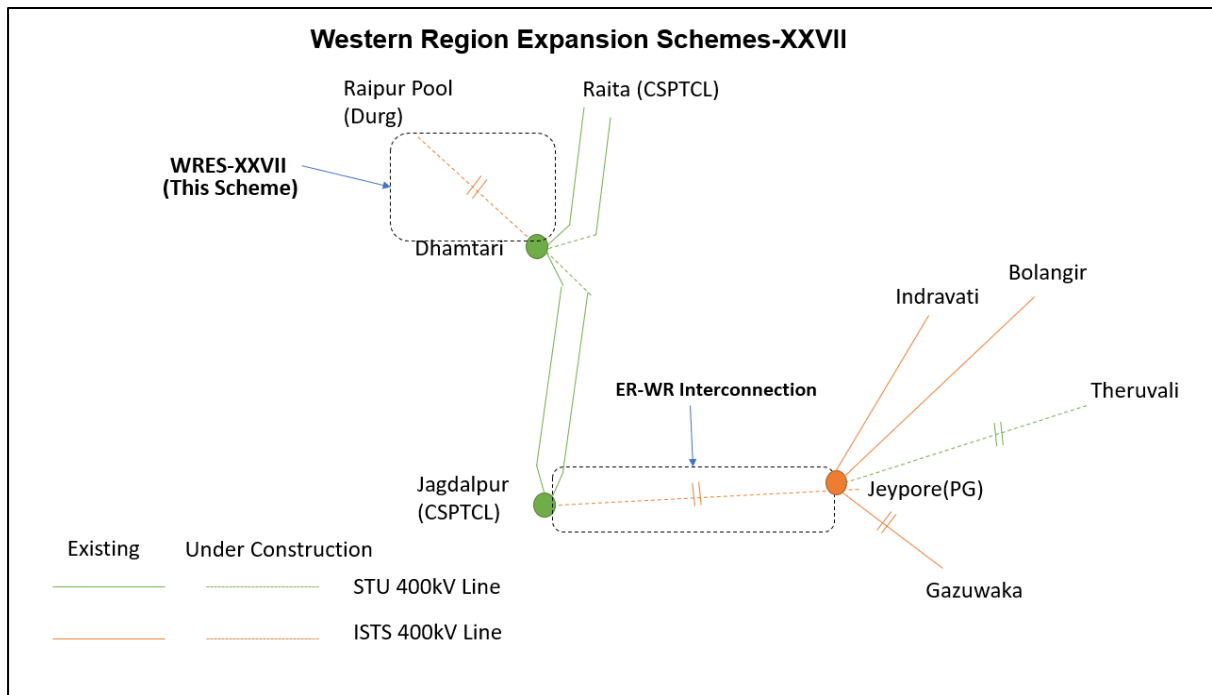 Western Region Expansion Schemes-XXVII
Raipur Pool
(Durg)
Raita (CSPTCL)
WRES-XXVII
(This Scheme)
Dhamtari
Bolangir
Indravati
ER-WR Interconnection
Theruvali
Jagdalpur
(CSPTCL)
Jeypore(PG)
Gazuwaka
Existing
Under Construction
STU 400kV Line
ISTS 400kV Line